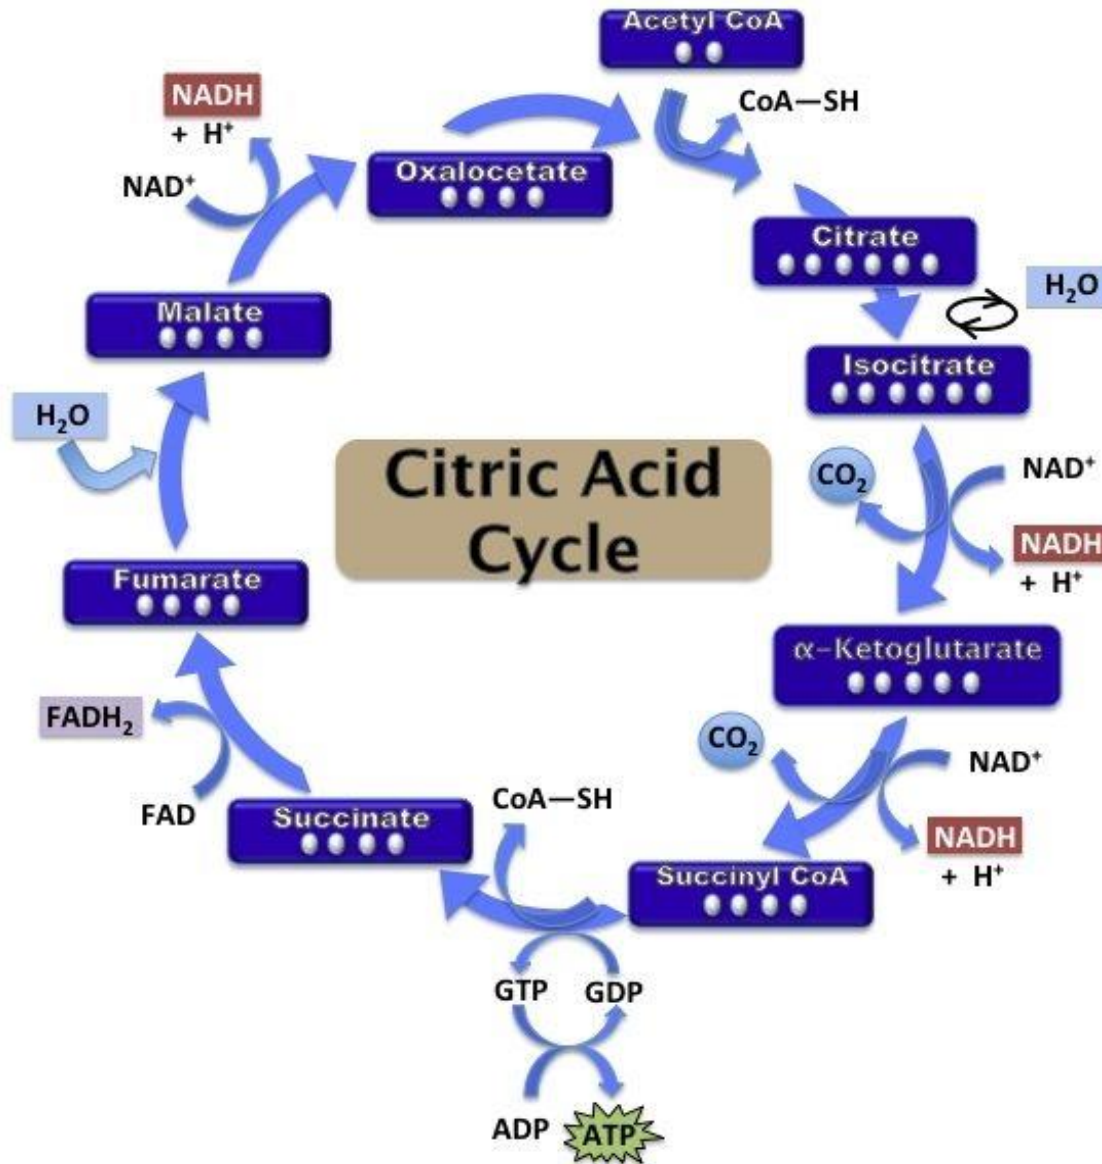 Acetyl CoA
CoA—SH
Oxalocetate
NADH
+ H⁺
NAD⁺
Citrate
H₂O
Isocitrate
Malate
H₂O
Citric Acid
Cycle
CO₂
NAD⁺
NADH
+ H⁺
Fumarate
α-Ketoglutarate
FADH₂
FAD
CO₂
NAD⁺
NADH
+ H⁺
CoA—SH
Succinate
Succinyl CoA
GTP
GDP
ADP
ATP